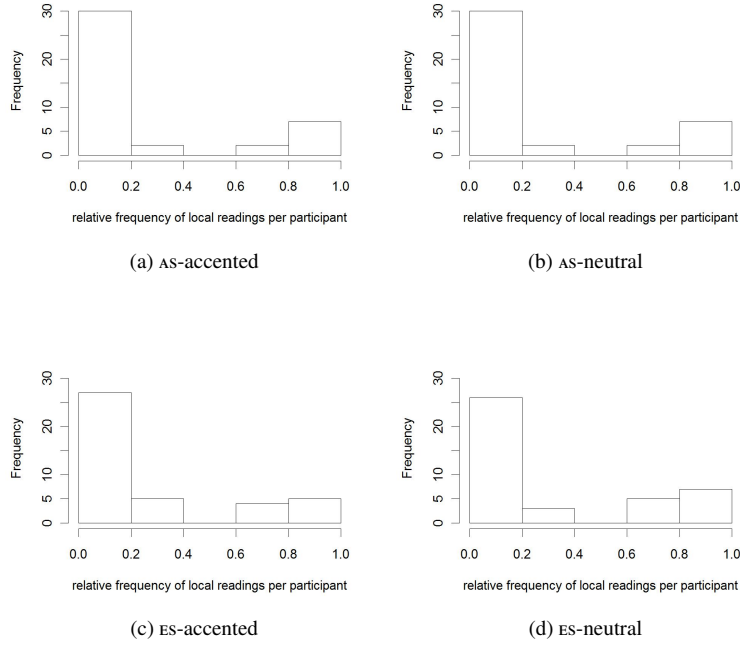 Frequency
0 5 10 20 30
0.0 0.2 0.4 0.6 0.8 1.0
relative frequency of local readings per participant
(a) AS-accented
Frequency
0 5 10 20 30
0.0 0.2 0.4 0.6 0.8 1.0
relative frequency of local readings per participant
(b) AS-neutral
Frequency
0 5 10 20 30
0.0 0.2 0.4 0.6 0.8 1.0
relative frequency of local readings per participant
(c) ES-accented
Frequency
0 5 10 20 30
0.0 0.2 0.4 0.6 0.8 1.0
relative frequency of local readings per participant
(d) ES-neutral